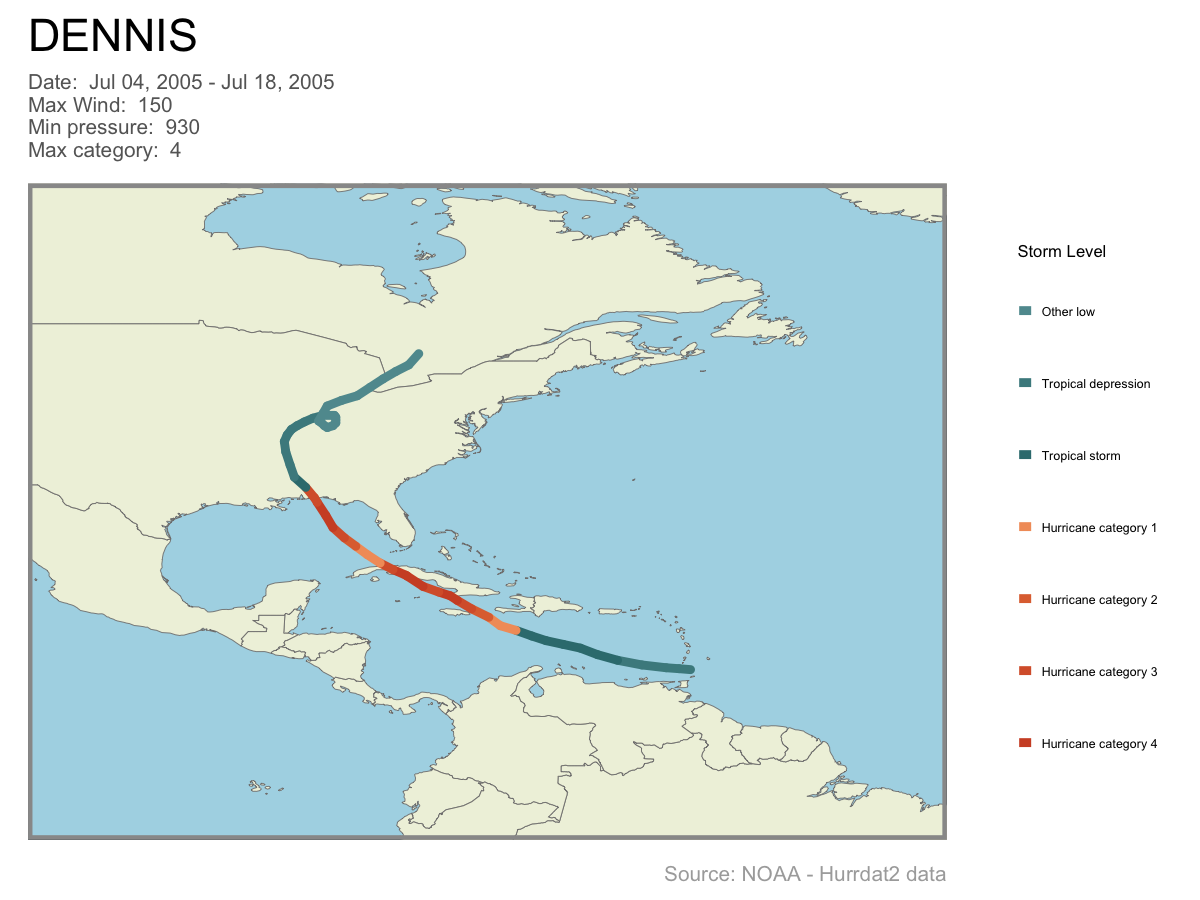 DENNIS
Date:  Jul 04, 2005 - Jul 18, 2005
Max Wind:  150
Min pressure:  930
Max category:  4
Storm Level
Other low
Tropical depression
Tropical storm
Hurricane category 1
Hurricane category 2
Hurricane category 3
Hurricane category 4
Source: NOAA - Hurrdat2 data